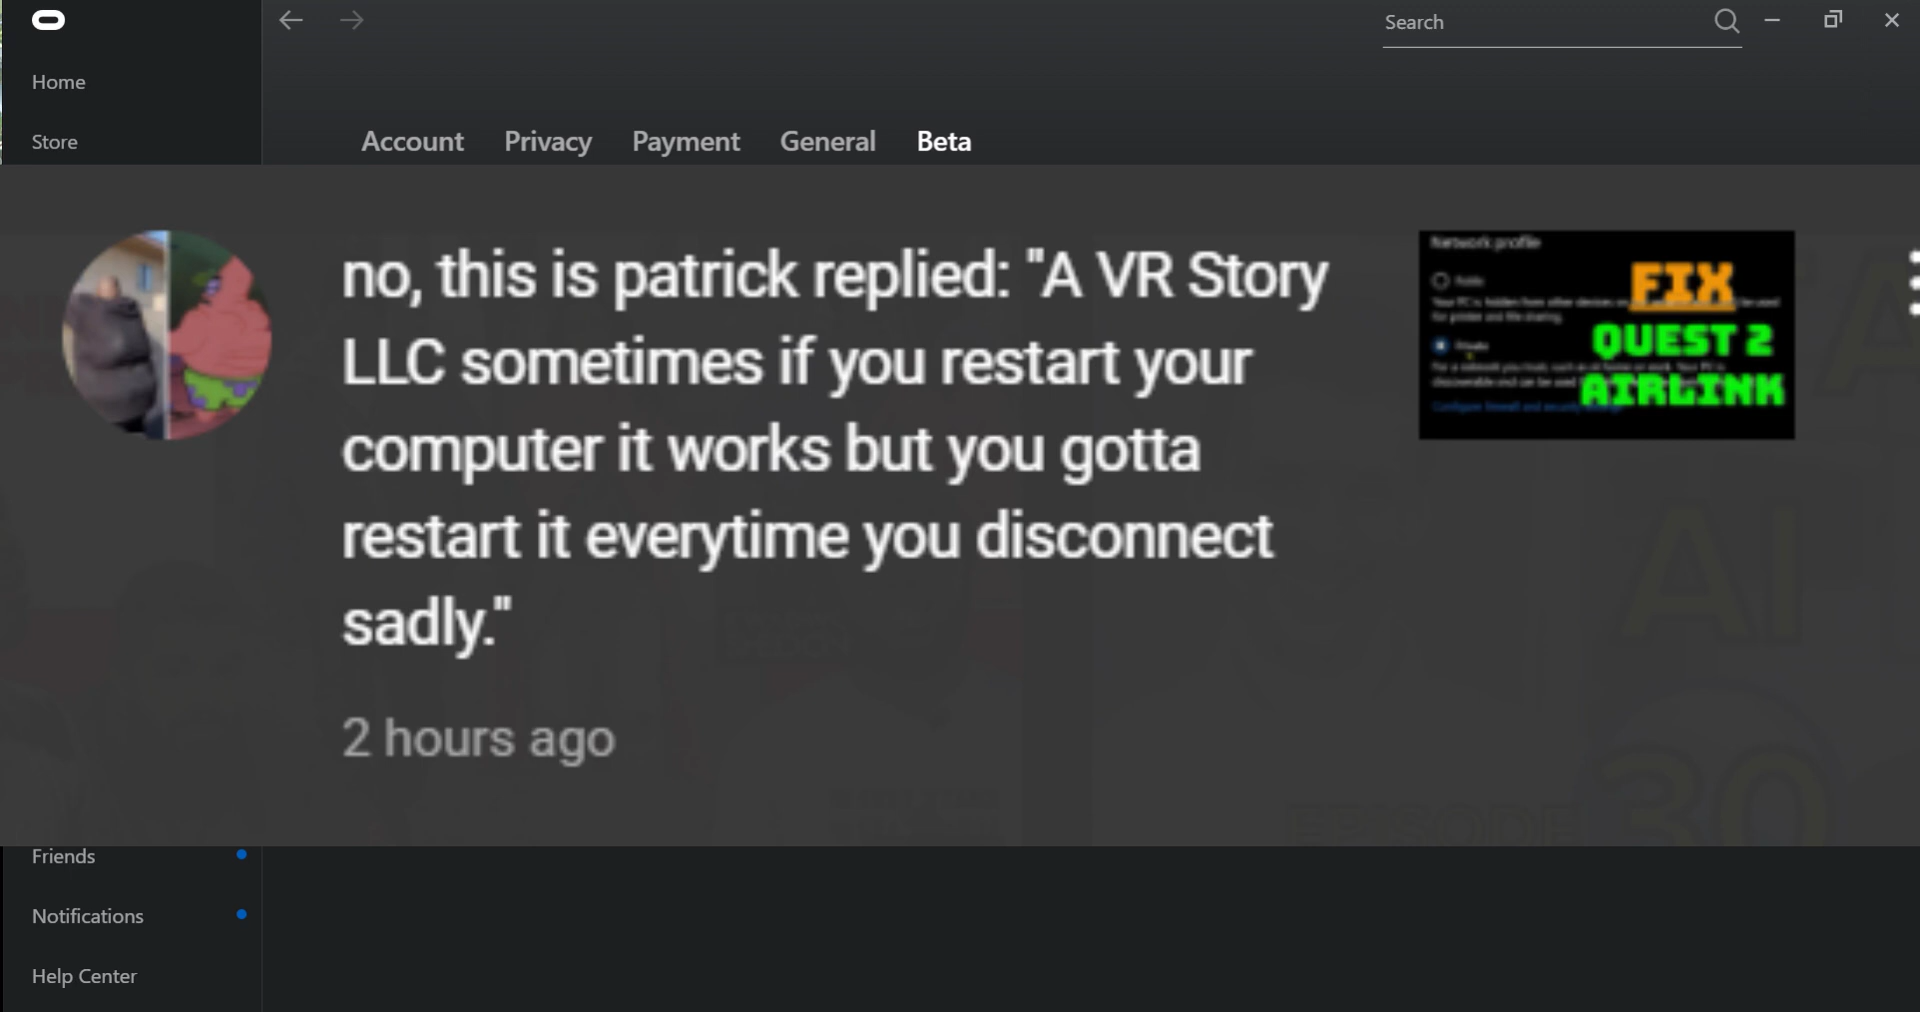 Search
Home
Store
Account Privacy Payment General Beta
no, this is patrick replied: "A VR Story
LLC sometimes if you restart your
computer it works but you gotta
restart it everytime you disconnect
sadly."
2 hours ago
Network profile
FIX
QUEST 2
AIRLINK
Friends
Notifications
Help Center